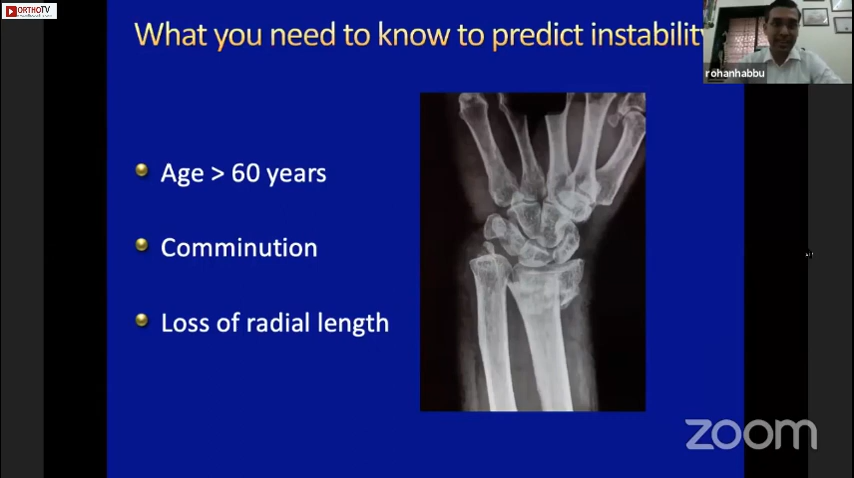 ORTHOTV
What you need to know to predict instability
rohanhabbu
Age > 60 years
Comminution
Loss of radial length
zoom